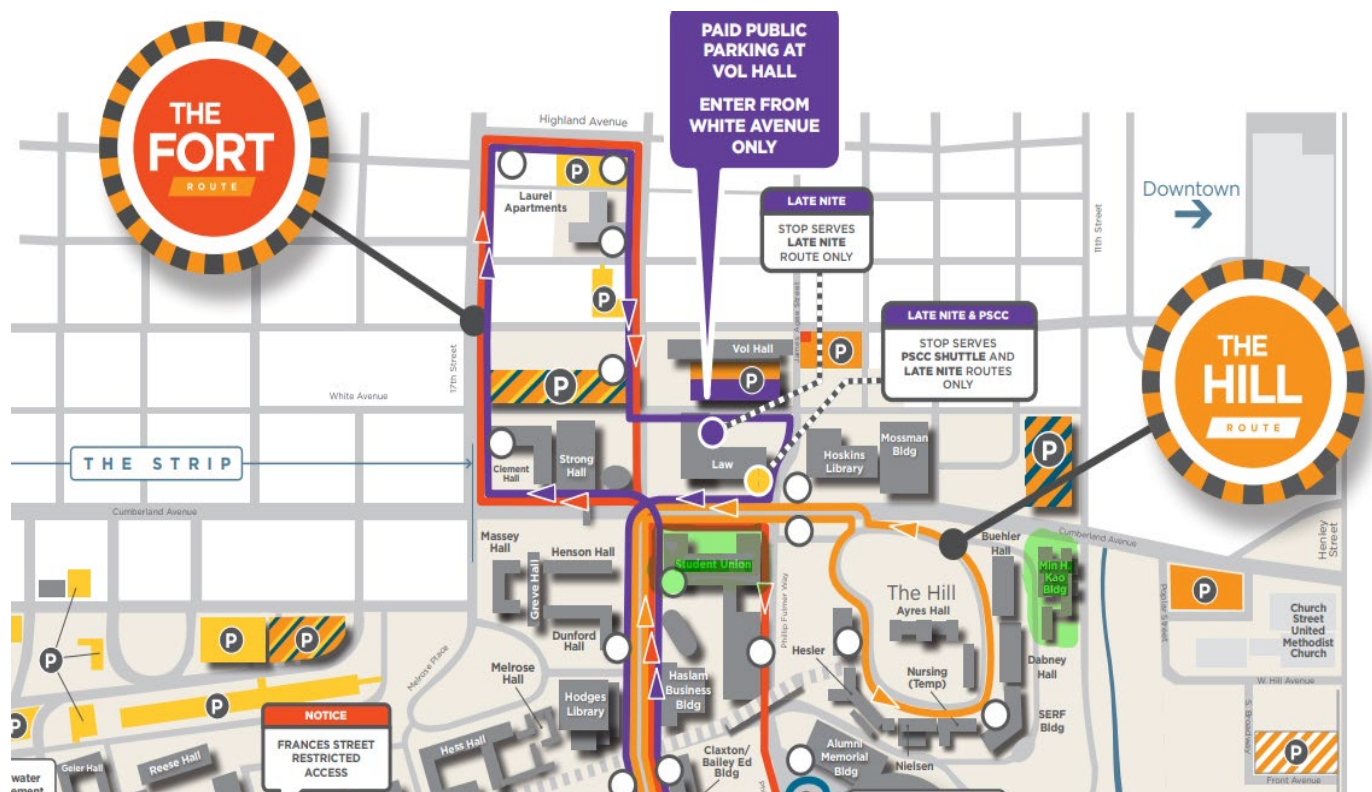 THE
FORT
ROUTE
PAID PUBLIC
PARKING AT
VOL HALL
ENTER FROM
WHITE AVENUE
ONLY
Highland Avenue
P
Laurel
Apartments
P
LATE NITE
STOP SERVES
LATE NITE
ROUTE ONLY
11th Street
Downtown
James Agee Street
LATE NITE & PSCC
STOP SERVES
PSCC SHUTTLE AND
LATE NITE ROUTES
ONLY
THE
HILL
ROUTE
17th Street
Vol Hall
P
P
P
White Avenue
THE STRIP
Clement
Hall
Strong
Hall
Law
Hoskins
Library
Mossman
Bldg
P
Cumberland Avenue
Cumberland Avenue
Henley
Street
Massey
Hall
Henson Hall
Greve Hall
Student Union
Buehler
Hall
Min H.
Kao
Bldg
Phillip Fulmer Way
The Hill
Ayres Hall
Poplar Street
P
Church
Street
United
Methodist
Church
P
P
P
Dunford
Hall
Melrose Place
Melrose
Hall
Haslam
Business
Bldg
Hesler
Nursing
(Temp)
Dabney
Hall
W. Hill Avenue
P
P
Hodges
Library
SERF
Bldg
S. Broadway
NOTICE
FRANCES STREET
RESTRICTED
ACCESS
Hess Hall
Claxton/
Bailey Ed
Bldg
Alumni
Memorial
Bldg
Nielsen
P
Front Avenue
water
ement
Geier Hall
Reese Hall